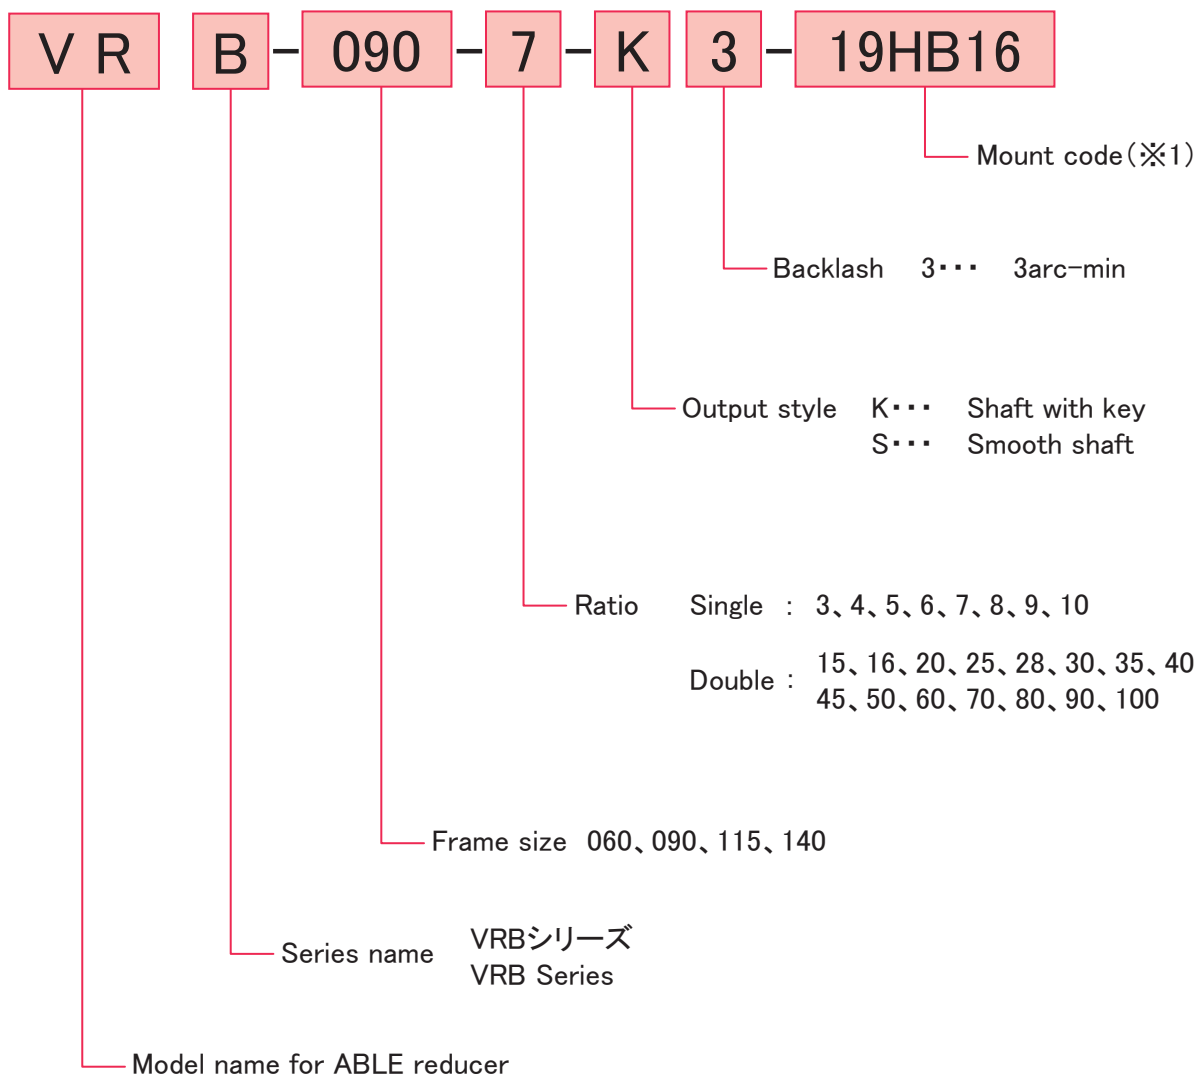 VR B-090-7-K 3-19HB16
Mount code(※1)
Backlash 3･･･ 3arc-min
Output style K･･･ Shaft with key
S･･･ Smooth shaft
Ratio Single : 3、4、5、6、7、8、9、10
Double : 15、16、20、25、28、30、35、40
45、50、60、70、80、90、100
Frame size 060、090、115、140
Series name VRBシリーズ
VRB Series
Model name for ABLE reducer